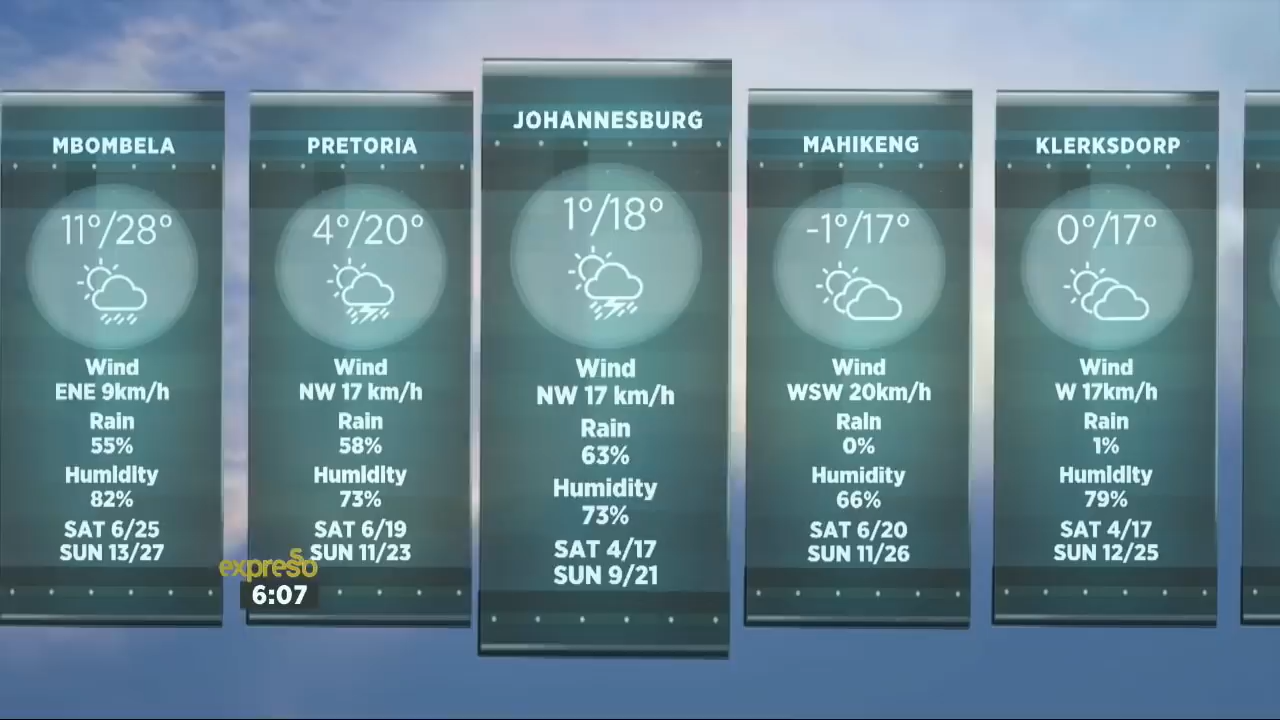 MBOMBELA
11°/28°
Wind
ENE 9km/h
Rain
55%
Humidity
82%
SAT 6/25
SUN 13/27
PRETORIA
4°/20°
Wind
NW 17 km/h
Rain
58%
Humidity
73%
SAT 6/19
SUN 11/23
JOHANNESBURG
1°/18°
Wind
NW 17 km/h
Rain
63%
Humidity
73%
SAT 4/17
SUN 9/21
MAHIKENG
-1°/17°
Wind
WSW 20km/h
Rain
0%
Humidity
66%
SAT 6/20
SUN 11/26
KLERKSDORP
0°/17°
Wind
W 17km/h
Rain
1%
Humidity
79%
SAT 4/17
SUN 12/25
expresso
6:07